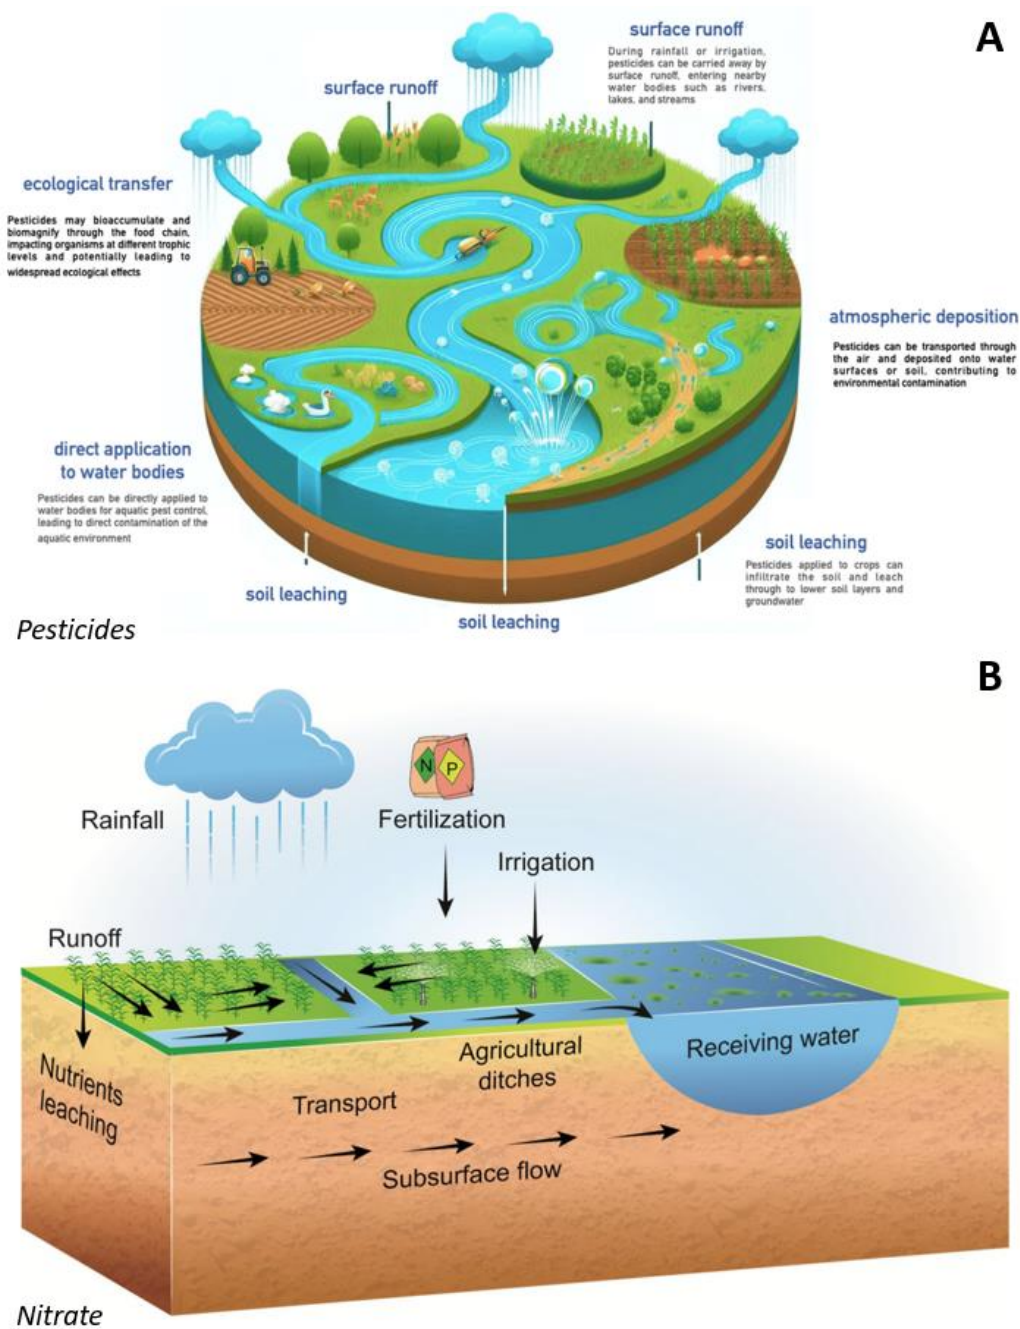 A
surface runoff
During rainfall or irrigation,
pesticides can be carried away by
surface runoff, entering nearby
water bodies such as rivers,
lakes, and streams
surface runoff
ecological transfer
Pesticides may bioaccumulate and
biomagnify through the food chain,
impacting organisms at different trophic
levels and potentially leading to
widespread ecological effects
atmospheric deposition
Pesticides can be transported through
the air and deposited onto water
surfaces or soil, contributing to
environmental contamination
direct application
to water bodies
Pesticides can be directly applied to
water bodies for aquatic pest control,
leading to direct contamination of the
aquatic environment
soil leaching
Pesticides applied to crops can
infiltrate the soil and leach
through to lower soil layers and
groundwater
soil leaching
soil leaching
Pesticides
B
N P
Rainfall
Fertilization
Irrigation
Runoff
Receiving water
Agricultural
ditches
Nutrients
leaching
Transport
Subsurface flow
Nitrate